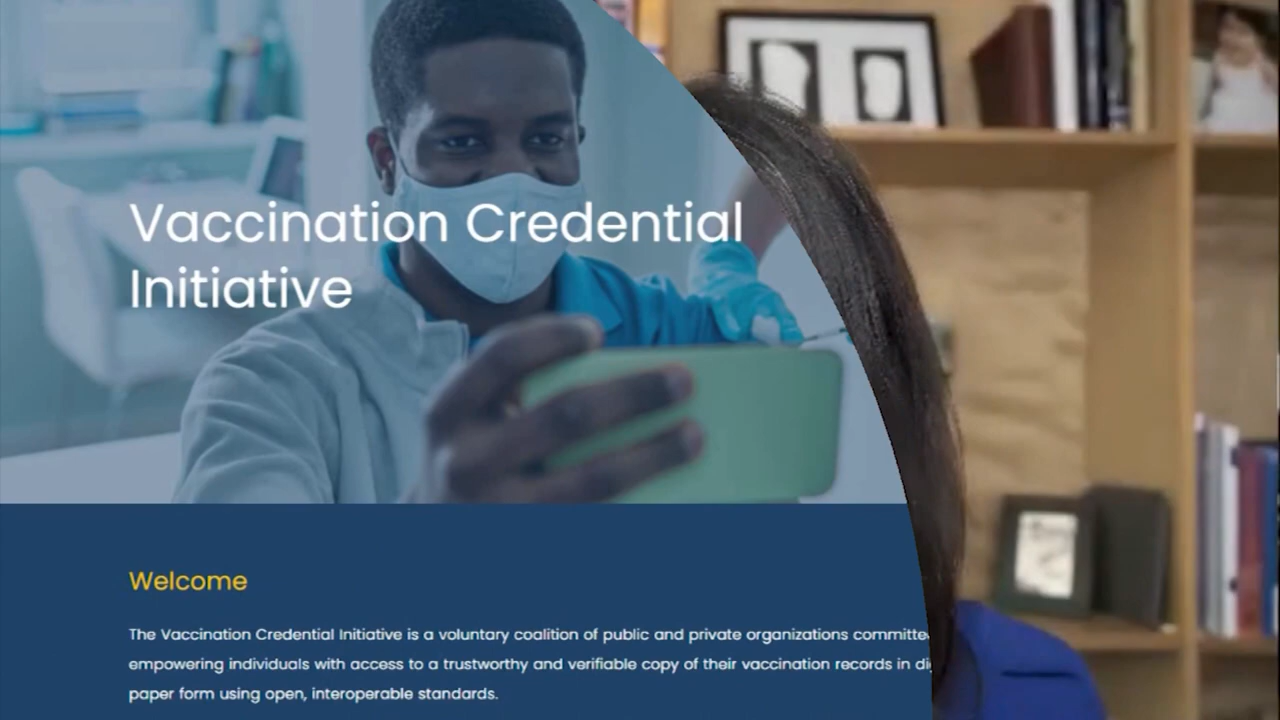 Vaccination Credential
Initiative
Welcome
The Vaccination Credential Initiative is a voluntary coalition of public and private organizations
empowering individuals with access to a trustworthy and verifiable copy of their vaccination records in
paper form using open, interoperable standards.